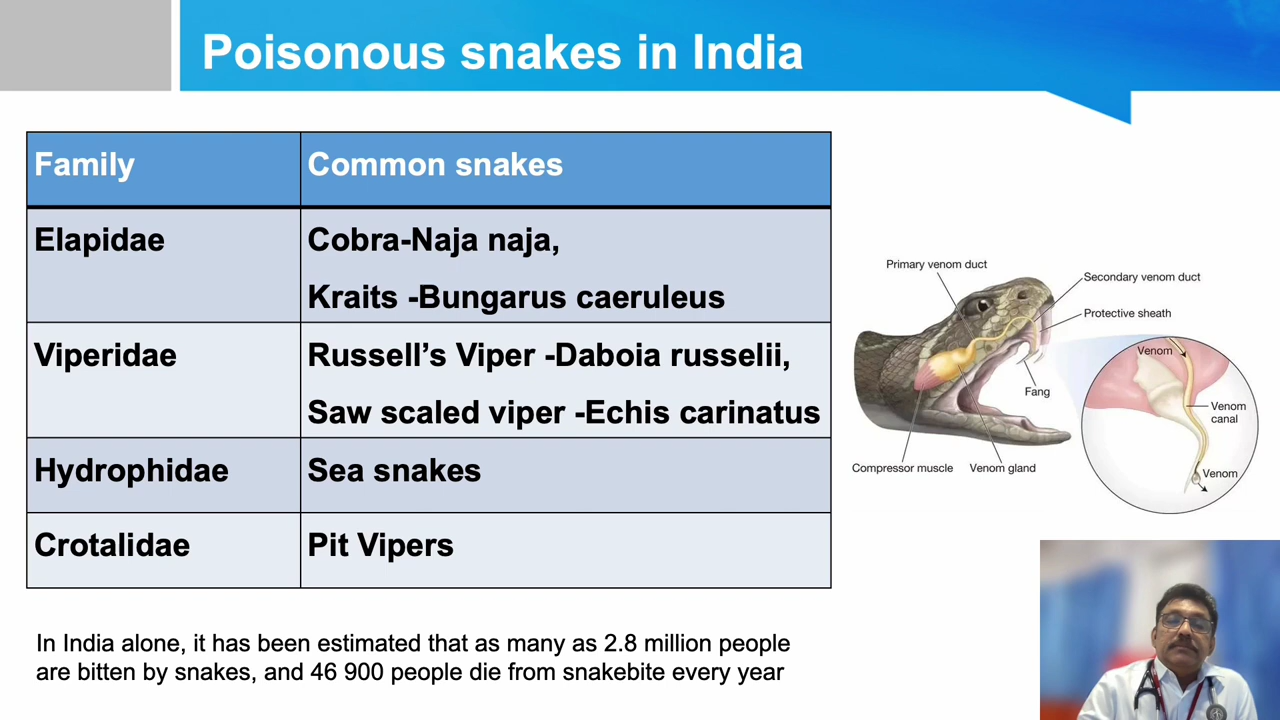 Poisonous snakes in India
Family
Common snakes
Elapidae
Cobra-Naja naja,
Kraits -Bungarus caeruleus
Viperidae
Russell’s Viper -Daboia russelii,
Saw scaled viper -Echis carinatus
Hydrophidae
Sea snakes
Crotalidae
Pit Vipers
Primary venom duct
Secondary venom duct
Protective sheath
Fang
Compressor muscle
Venom gland
Venom
Venom
canal
Venom
In India alone, it has been estimated that as many as 2.8 million people
are bitten by snakes, and 46 900 people die from snakebite every year